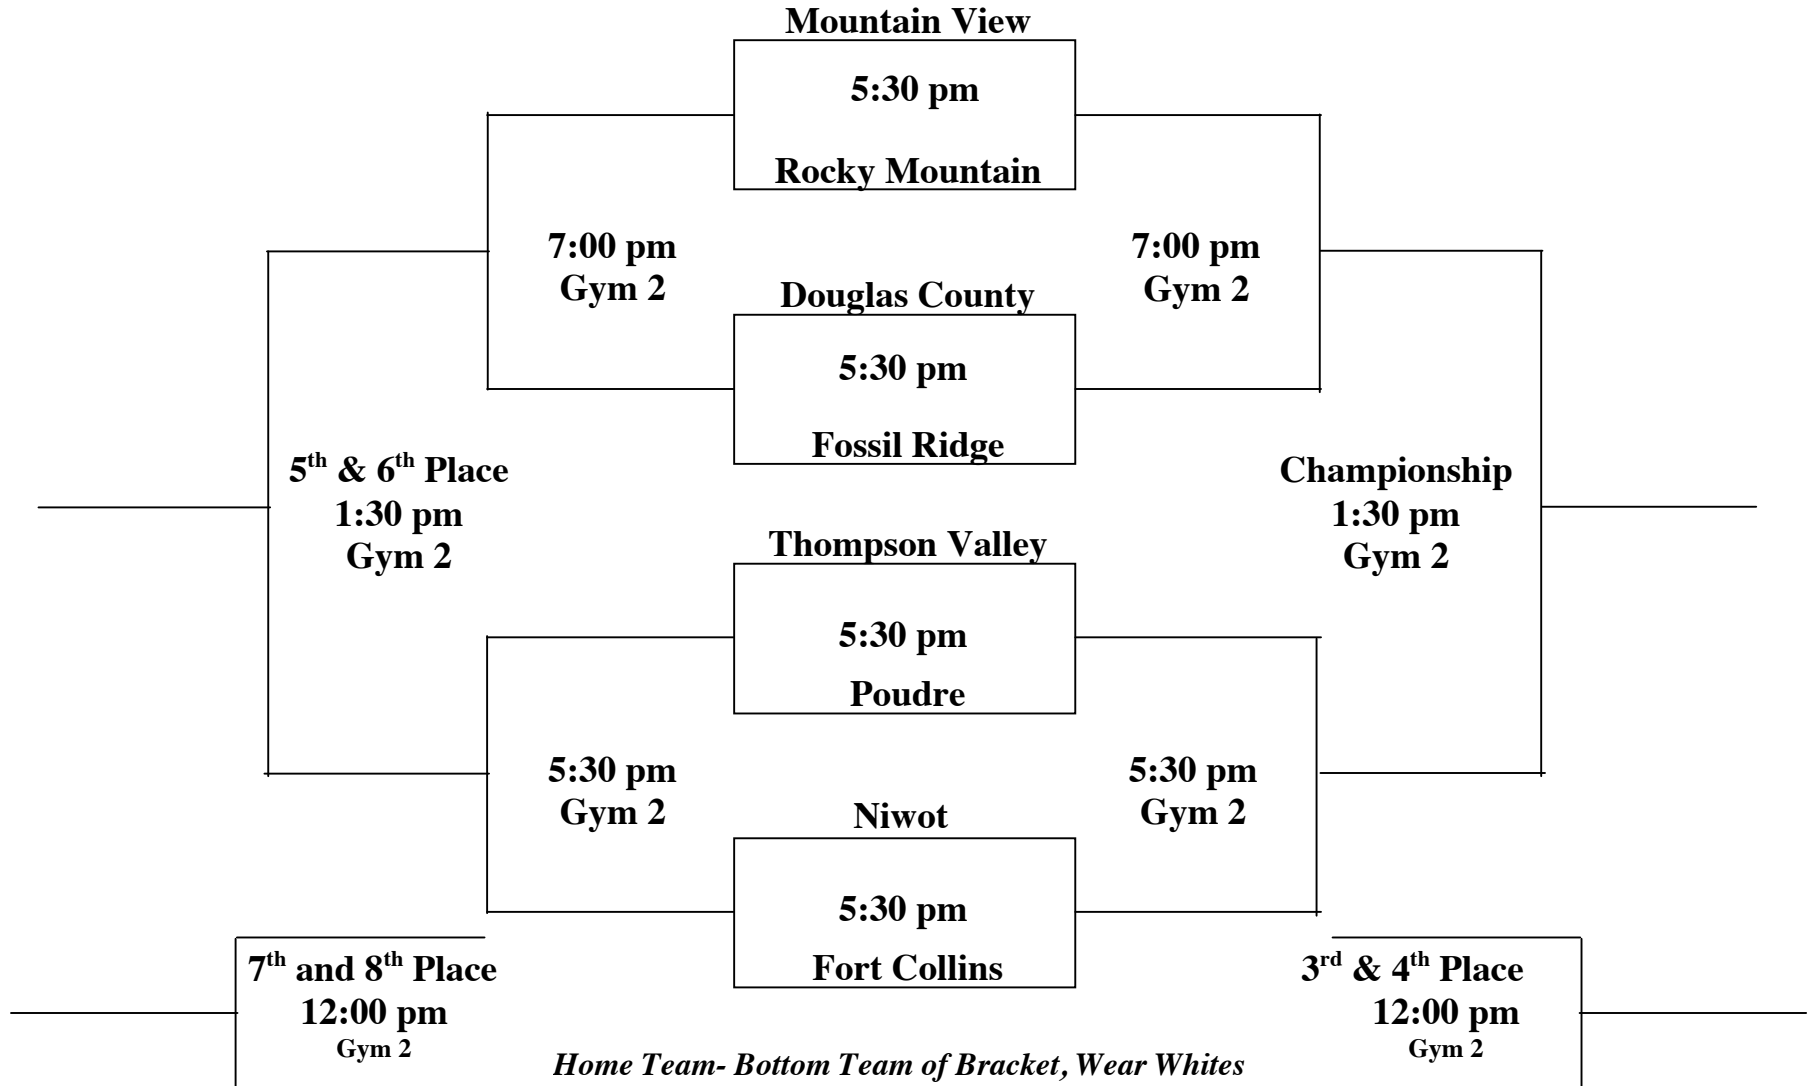 Mountain View
5:30 pm
Rocky Mountain
7:00 pm
Gym 2
7:00 pm
Gym 2
Douglas County
5:30 pm
Fossil Ridge
5th & 6th Place
1:30 pm
Gym 2
Championship
1:30 pm
Gym 2
Thompson Valley
5:30 pm
Poudre
5:30 pm
Gym 2
5:30 pm
Gym 2
Niwot
5:30 pm
Fort Collins
7th and 8th Place
12:00 pm
Gym 2
3rd & 4th Place
12:00 pm
Gym 2
Home Team- Bottom Team of Bracket, Wear Whites